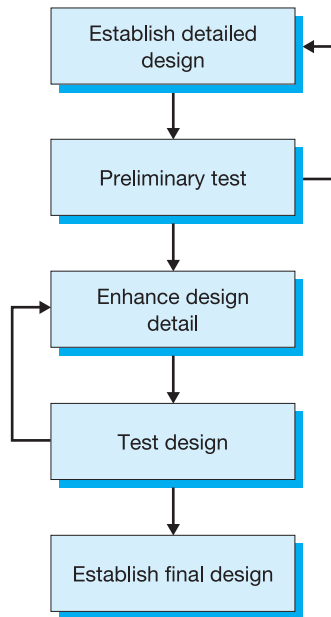 Establish detailed
design
Preliminary test
Enhance design
detail
Test design
Establish final design